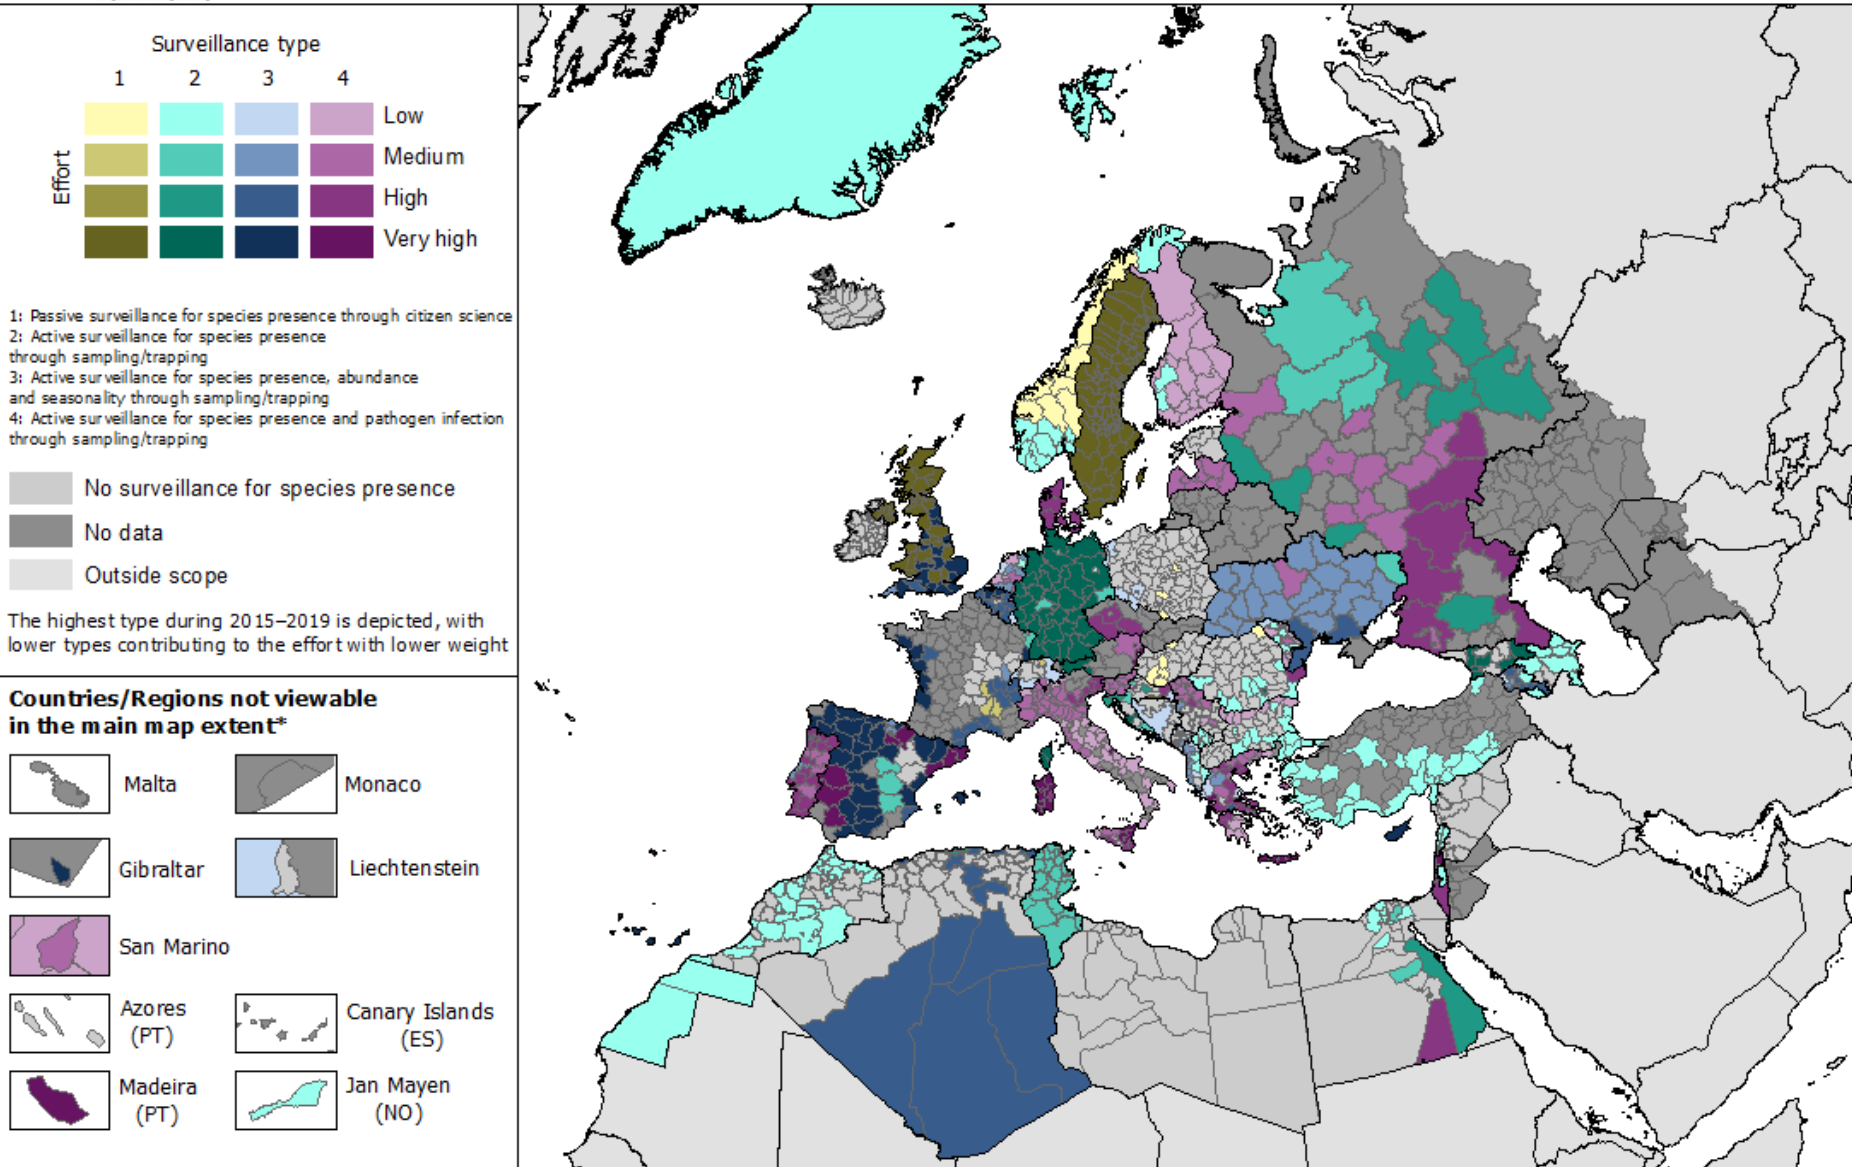 Surveillance type
1 2 3 4
Low
Medium
High
Very high
Effort
1: Passive surveillance for species presence through citizen science
2: Active surveillance for species presence
through sampling/trapping
3: Active surveillance for species presence, abundance
and seasonality through sampling/trapping
4: Active surveillance for species presence and pathogen infection
through sampling/trapping
No surveillance for species presence
No data
Outside scope
The highest type during 2015–2019 is depicted, with
lower types contributing to the effort with lower weight
Countries/Regions not viewable
in the main map extent*
Malta
Monaco
Gibraltar
Liechtenstein
San Marino
Azores
(PT)
Canary Islands
(ES)
Madeira
(PT)
Jan Mayen
(NO)